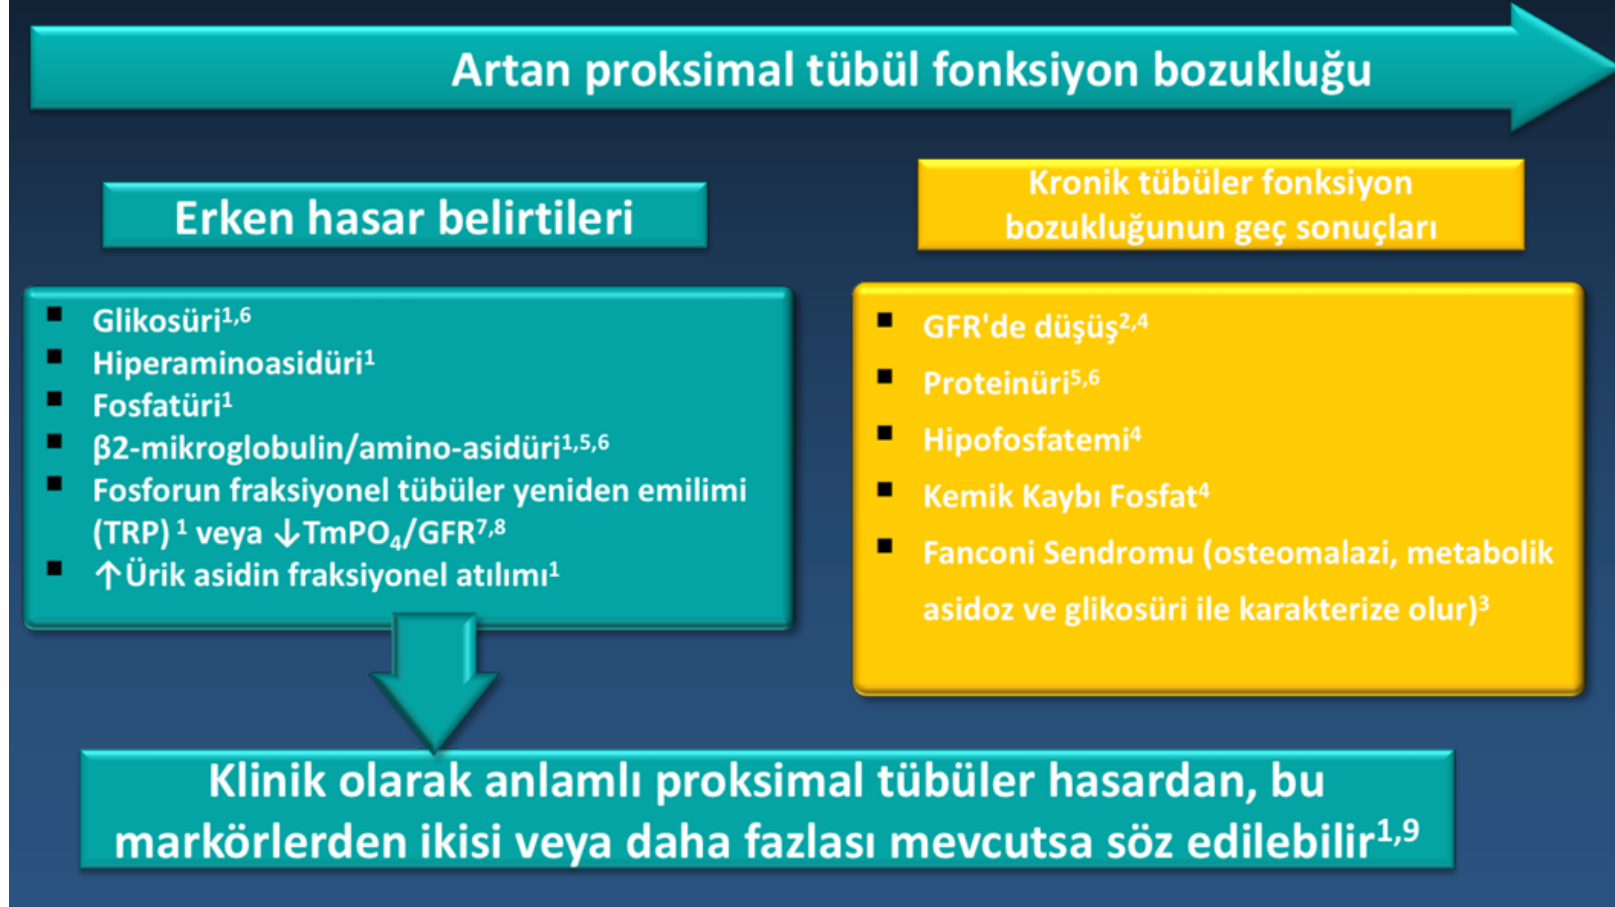 Artan proksimal tübül fonksiyon bozukluğu
Erken hasar belirtileri
▪ Glikosüri¹,⁶
▪ Hiperaminoasidüri¹
▪ Fosfatüri¹
▪ β2-mikroglobulin/amino-asidüri¹,⁵,⁶
▪ Fosforun fraksiyonel tübüler yeniden emilimi
(TRP) ¹ veya ↓TmPO₄/GFR⁷,⁸
▪ ↑Ürik asidin fraksiyonel atılımı¹
Kronik tübüler fonksiyon
bozukluğunun geç sonuçları
▪ GFR'de düşüş²,⁴
▪ Proteinüri⁵,⁶
▪ Hipofosfatemi⁴
▪ Kemik Kaybı Fosfat⁴
▪ Fanconi Sendromu (osteomalazi, metabolik
asidoz ve glikosüri ile karakterize olur)³
Klinik olarak anlamlı proksimal tübüler hasardan, bu
markörlerden ikisi veya daha fazlası mevcutsa söz edilebilir¹,⁹